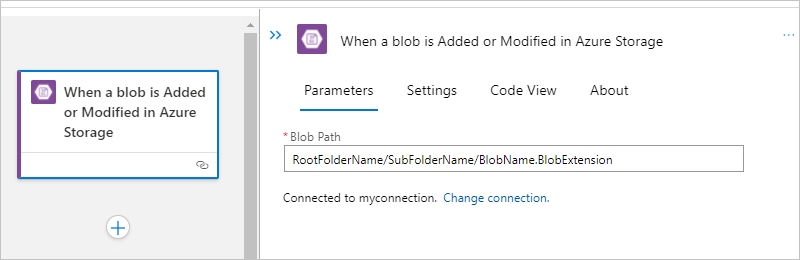 When a blob is Added
or Modified in Azure
Storage
When a blob is Added or Modified in Azure Storage
Parameters Settings Code View About
* Blob Path
RootFolderName/SubFolderName/BlobName.BlobExtension
Connected to myconnection. Change connection.